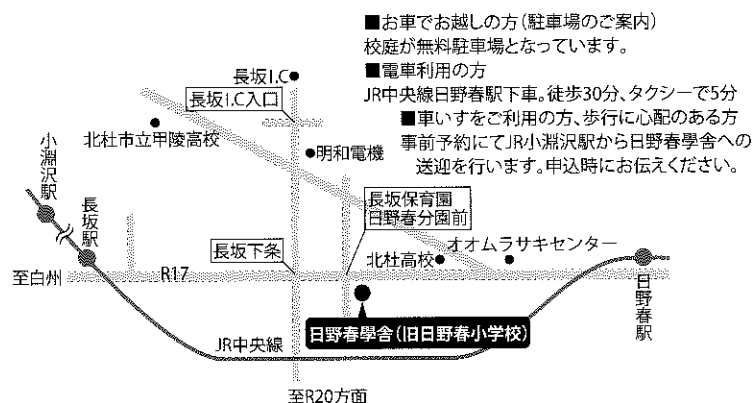 ■お車でお越しの方(駐車場のご案内)
校庭が無料駐車場となっています。
■電車利用の方
JR中央線日野春駅下車。徒歩30分、タクシーで5分
■車いすをご利用の方、歩行に心配のある方
事前予約にてJR小淵沢駅から日野春學舎への
送迎を行います。申込時にお伝えください。
長坂I.C
長坂I.C入口
北杜市立甲陵高校
明和電機
小淵沢駅
長坂駅
長坂保育園
日野春分園前
長坂下条
オオムラサキセンター
北杜高校
至白州
R17
日野春駅
日野春學舎(旧日野春小学校)
JR中央線
至R20方面